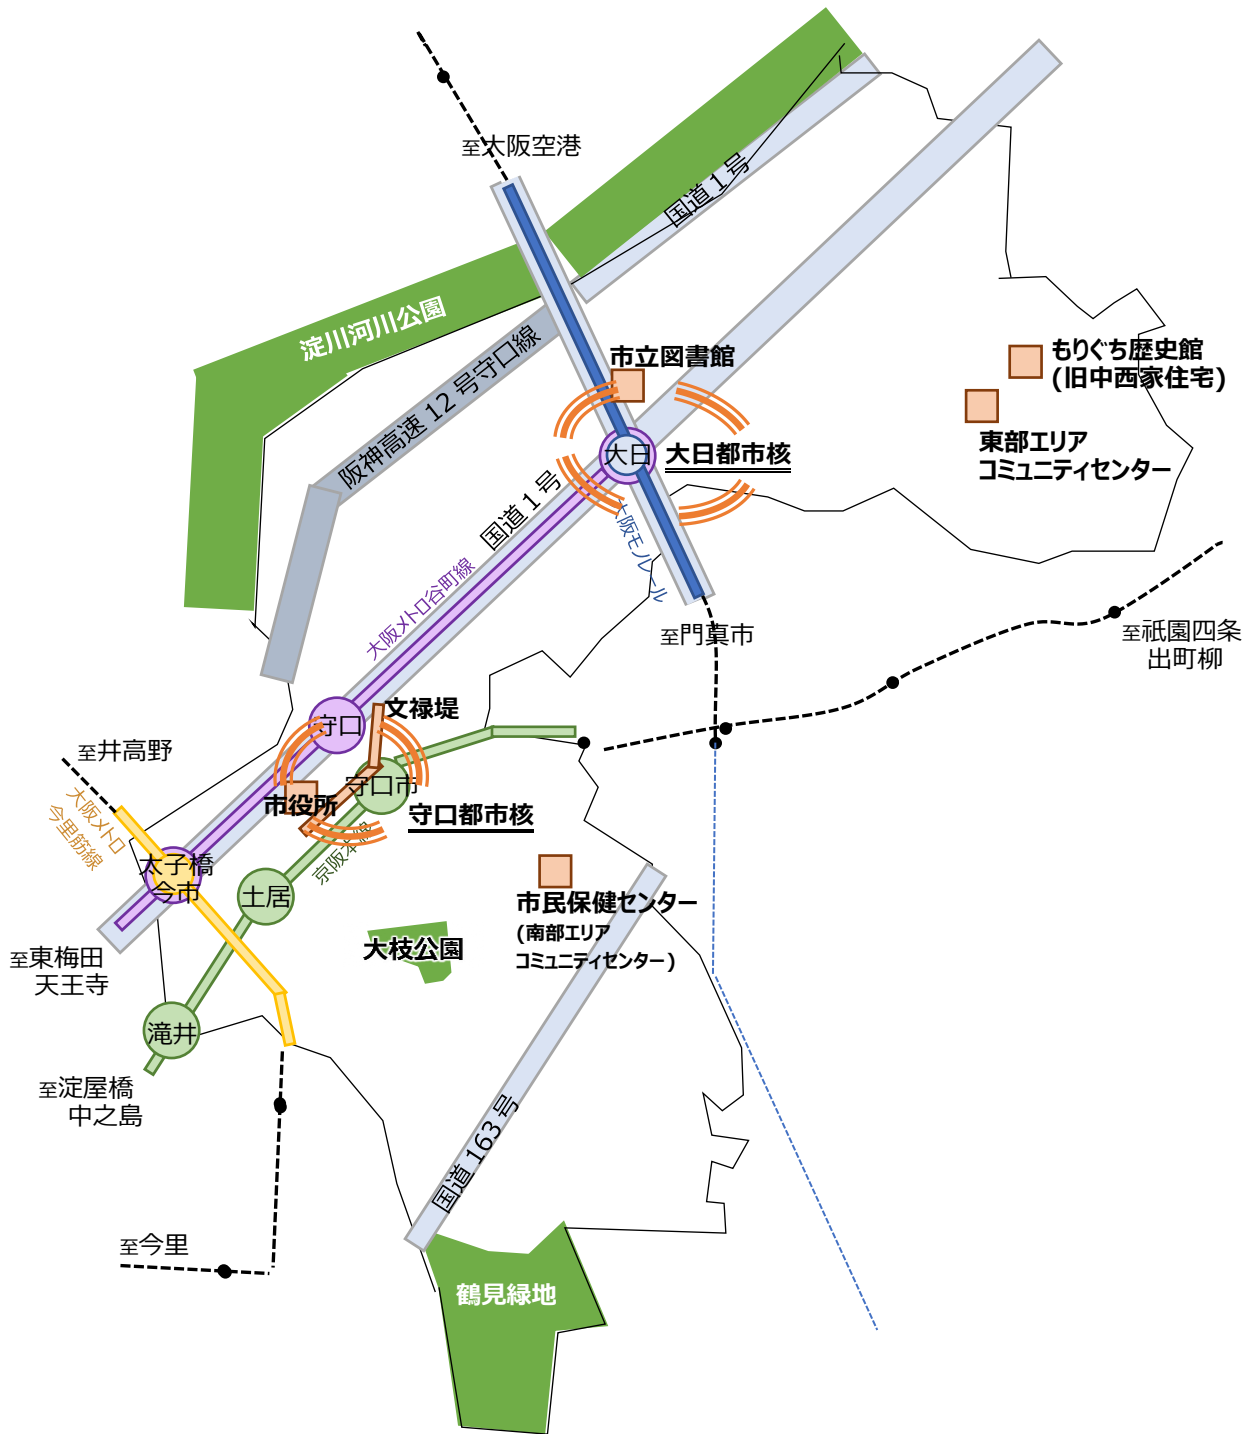 至大阪空港
国道１号
淀川河川公園
阪神高速 12 号守口線
市立図書館
もりぐち歴史館
(旧中西家住宅)
東部エリア
コミュニティセンター
大日
大日都市核
国道１号
大阪モノレール
大阪メトロ谷町線
至門真市
至祇園四条
出町柳
守口
文禄堤
至井高野
守口市
市役所
守口都市核
大阪メトロ
今里筋線
京阪本線
太子橋
今市
土居
市民保健センター
(南部エリア
コミュニティセンター)
大枝公園
至東梅田
天王寺
滝井
至淀屋橋
中之島
国道 163 号
至今里
鶴見緑地